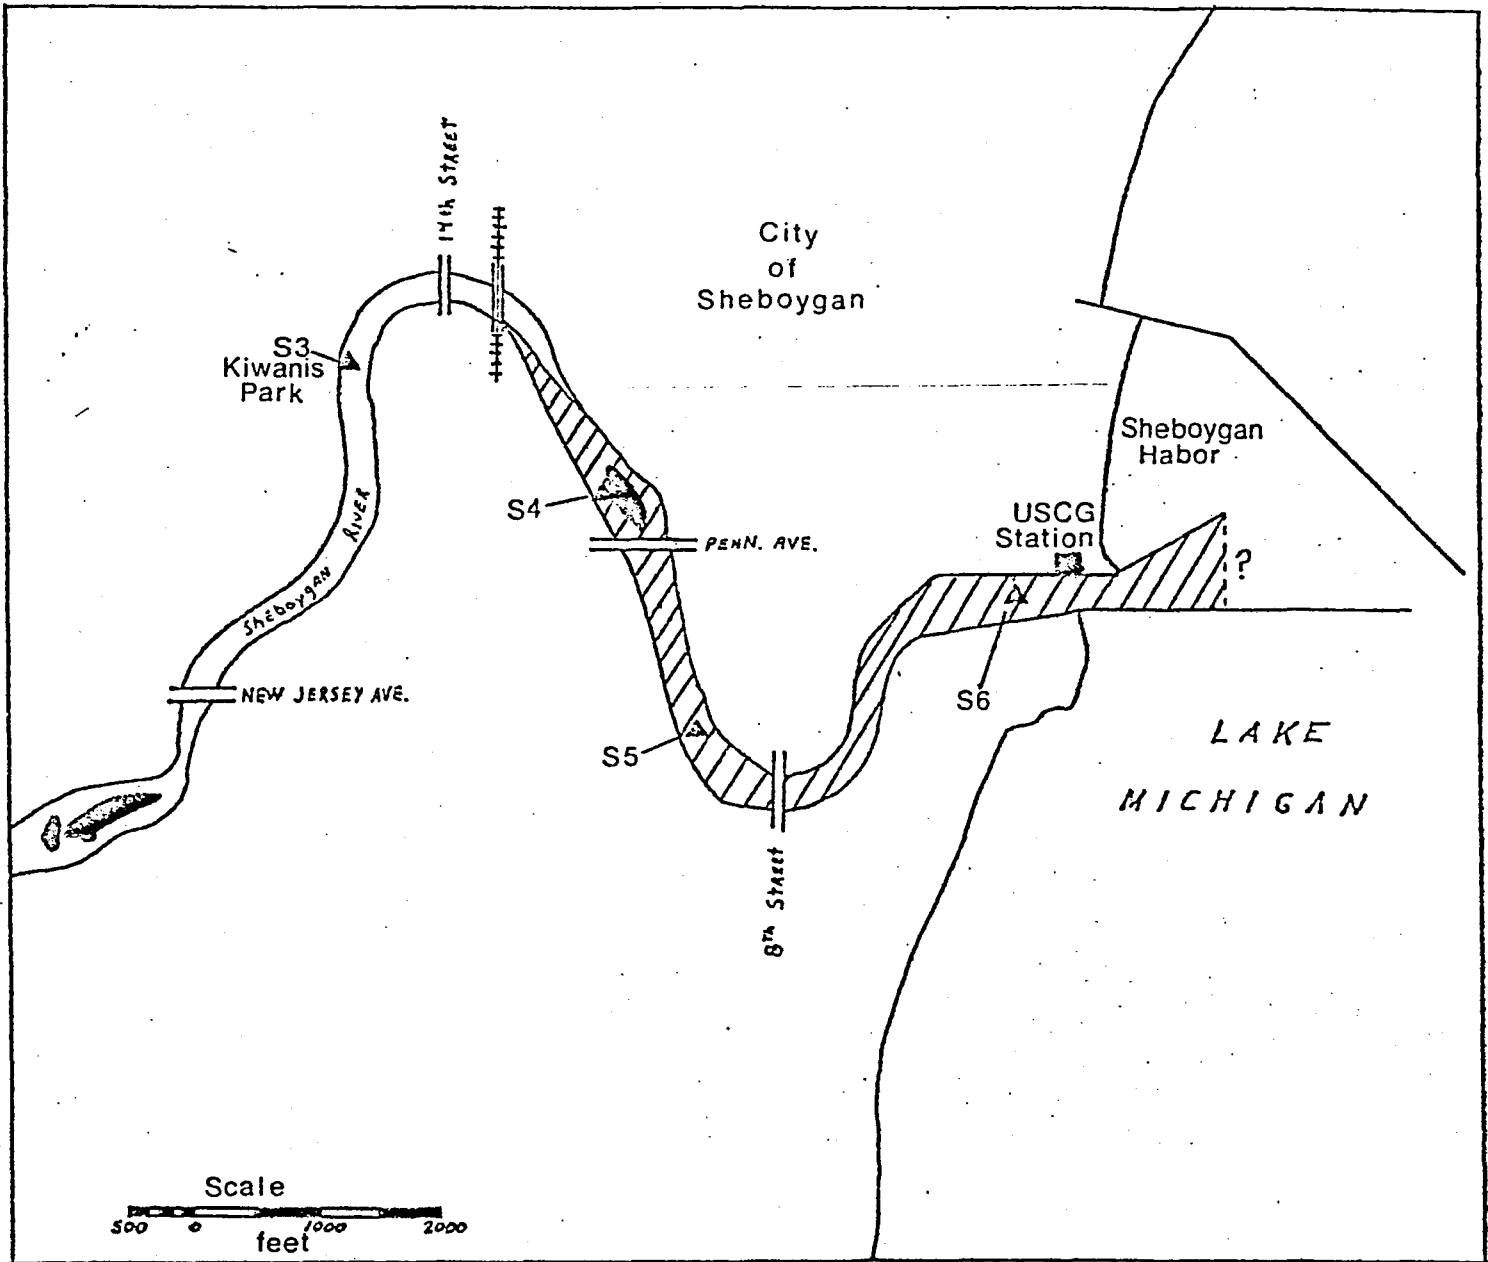 14th STREET
City
of
Sheboygan
S3
Kiwanis
Park
Sheboygan
Habor
S4
USCG
Station
PENN. AVE.
?
Sheboygan RIVER
NEW JERSEY AVE.
S6
S5
LAKE
MICHIGAN
8TH STREET
Scale
500 0 1000 2000
feet